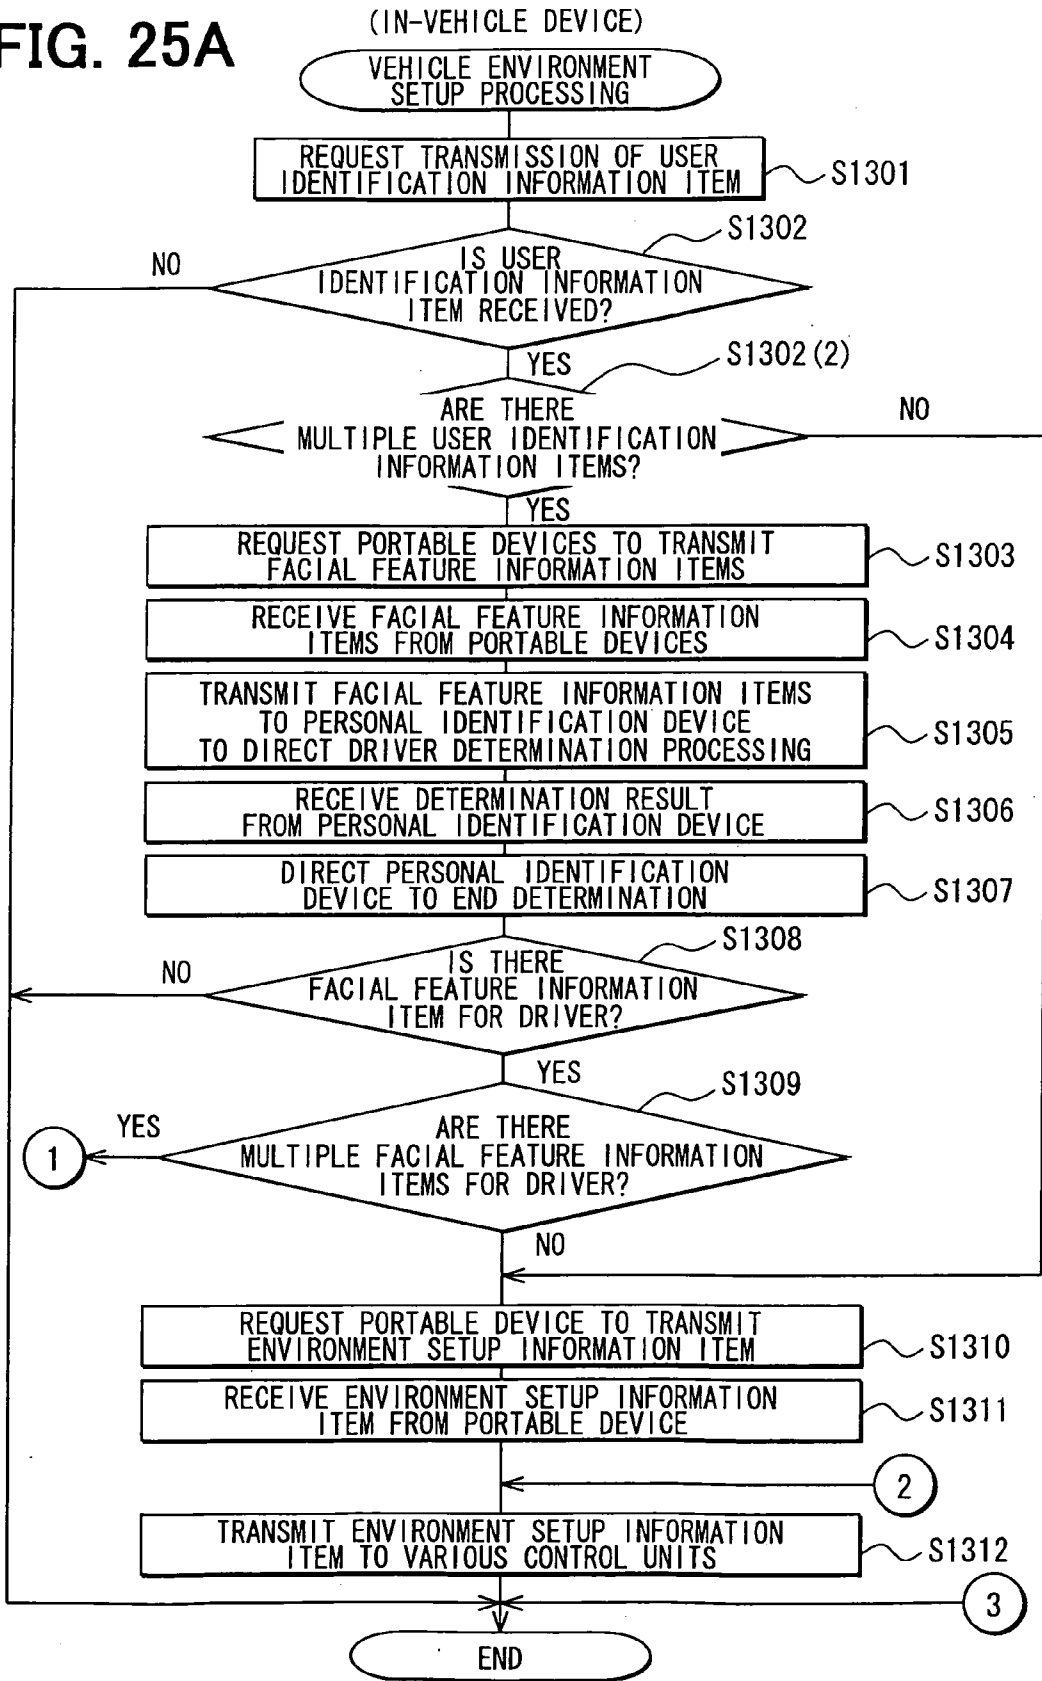 FIG. 25A
(IN-VEHICLE DEVICE)
VEHICLE ENVIRONMENT
SETUP PROCESSING
REQUEST TRANSMISSION OF USER
IDENTIFICATION INFORMATION ITEM
S1301
S1302
IS USER
IDENTIFICATION INFORMATION
ITEM RECEIVED?
NO
YES
S1302(2)
ARE THERE
MULTIPLE USER IDENTIFICATION
INFORMATION ITEMS?
NO
YES
REQUEST PORTABLE DEVICES TO TRANSMIT
FACIAL FEATURE INFORMATION ITEMS
S1303
RECEIVE FACIAL FEATURE INFORMATION
ITEMS FROM PORTABLE DEVICES
S1304
TRANSMIT FACIAL FEATURE INFORMATION ITEMS
TO PERSONAL IDENTIFICATION DEVICE
TO DIRECT DRIVER DETERMINATION PROCESSING
S1305
RECEIVE DETERMINATION RESULT
FROM PERSONAL IDENTIFICATION DEVICE
S1306
DIRECT PERSONAL IDENTIFICATION
DEVICE TO END DETERMINATION
S1307
S1308
IS THERE
FACIAL FEATURE INFORMATION
ITEM FOR DRIVER?
NO
YES
S1309
ARE THERE
MULTIPLE FACIAL FEATURE INFORMATION
ITEMS FOR DRIVER?
YES
1
NO
REQUEST PORTABLE DEVICE TO TRANSMIT
ENVIRONMENT SETUP INFORMATION ITEM
S1310
RECEIVE ENVIRONMENT SETUP INFORMATION
ITEM FROM PORTABLE DEVICE
S1311
2
TRANSMIT ENVIRONMENT SETUP INFORMATION
ITEM TO VARIOUS CONTROL UNITS
S1312
3
END